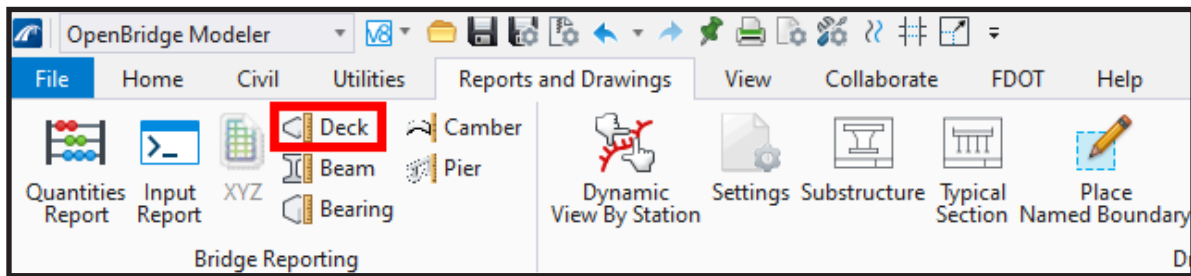 OpenBridge Modeler
File Home Civil Utilities Reports and Drawings View Collaborate FDOT Help
Deck Camber
Beam Pier
Bearing
Quantities Report
Input Report
XYZ
Dynamic View By Station
Settings
Substructure
Typical Section
Place Named Boundary
Bridge Reporting